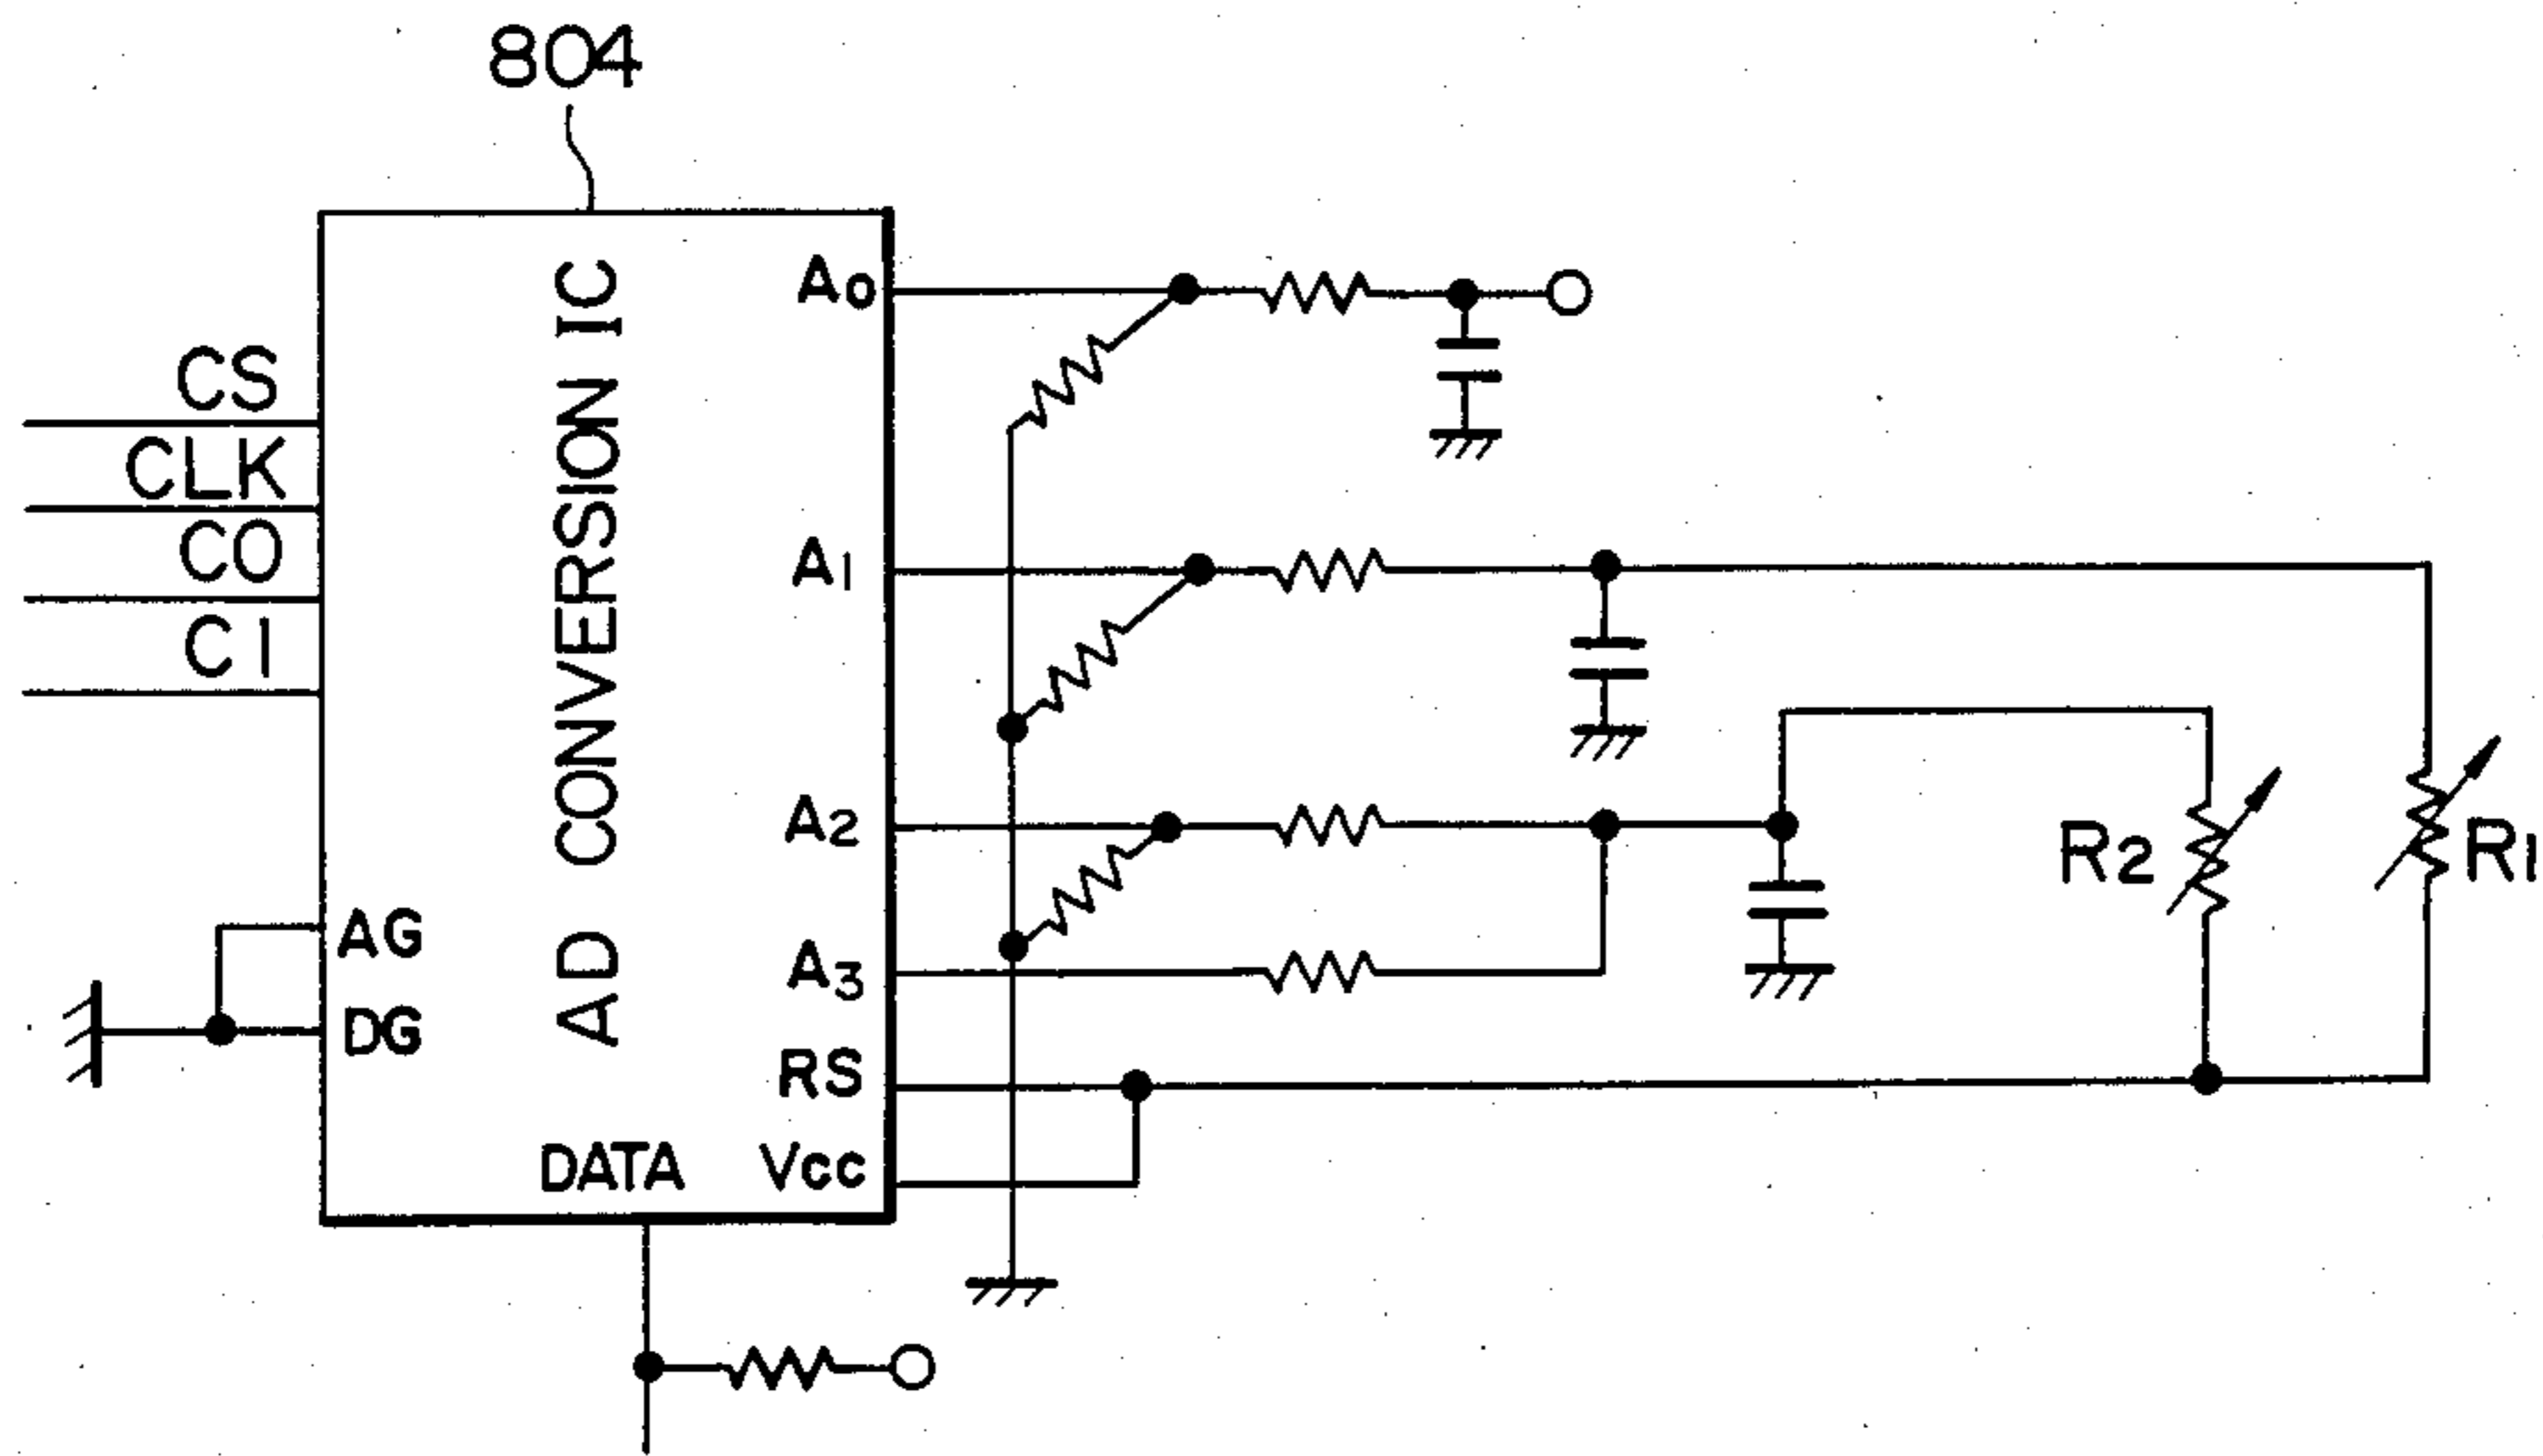 804
AD CONVERSION IC
CS
CLK
CO
C1
A0
A1
A2
A3
RS
Vcc
AG
DG
DATA
R2
R1